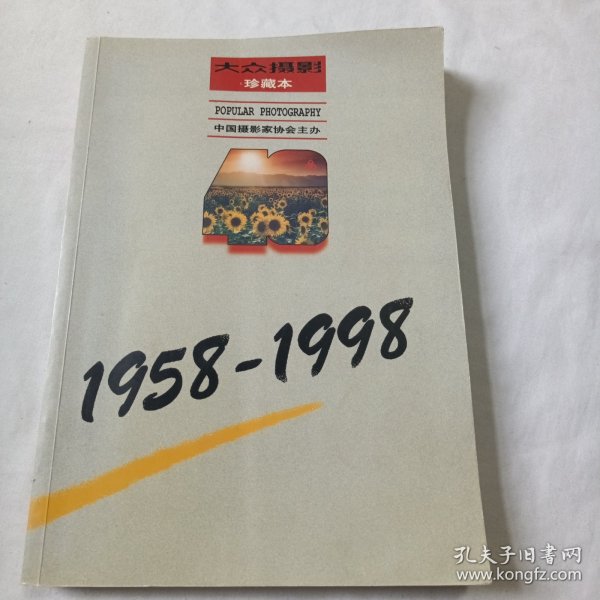 大众摄影
珍藏本
POPULAR PHOTOGRAPHY
中国摄影家协会主办
40
1958-1998
孔夫子旧书网
www.kongfz.com